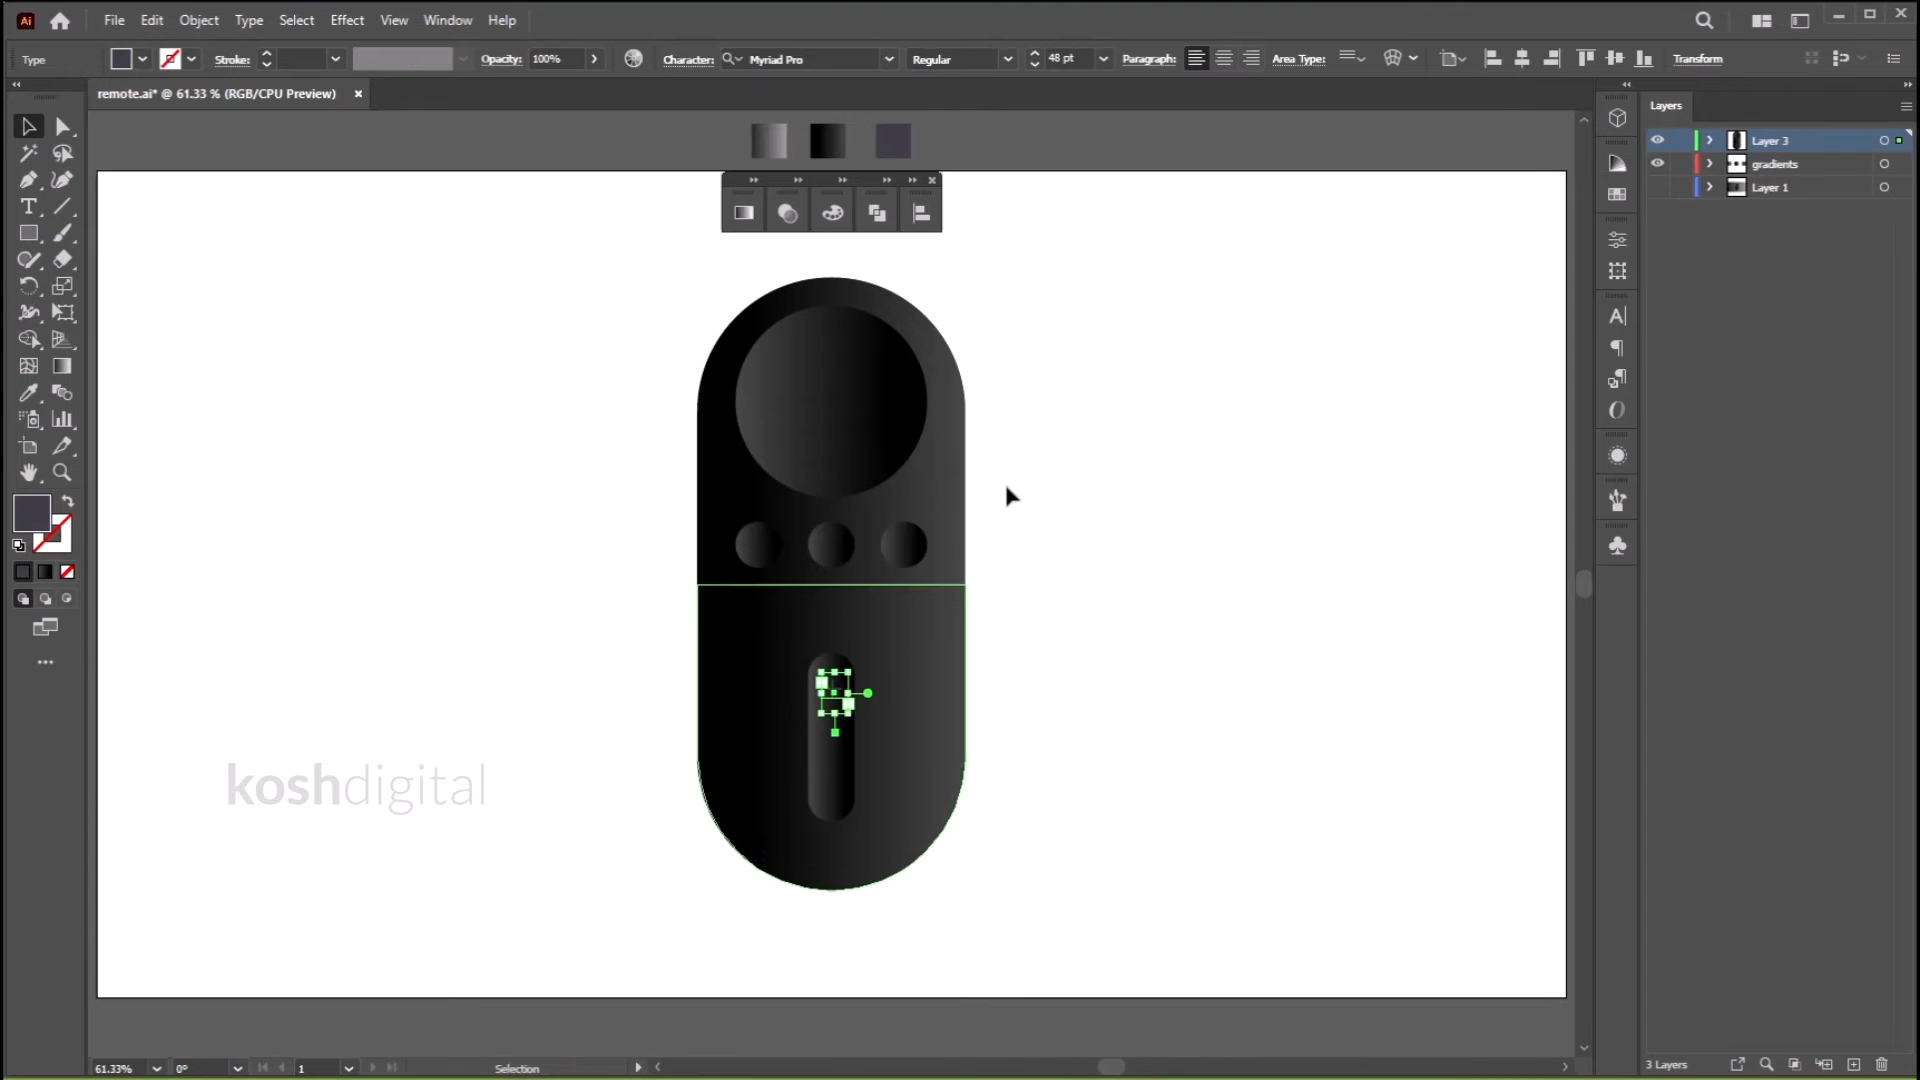 Ai File Edit Object Type Select Effect View Window Help
Type Stroke: Opacity: 100% Character: Myriad Pro Regular 48 pt Paragraph: Area Type: Transform
remote.ai* @ 61.33 % (RGB/CPU Preview)
Layers
Layer 3
gradients
Layer 1
koshdigital
61.33% 0° 1 Selection
3 Layers